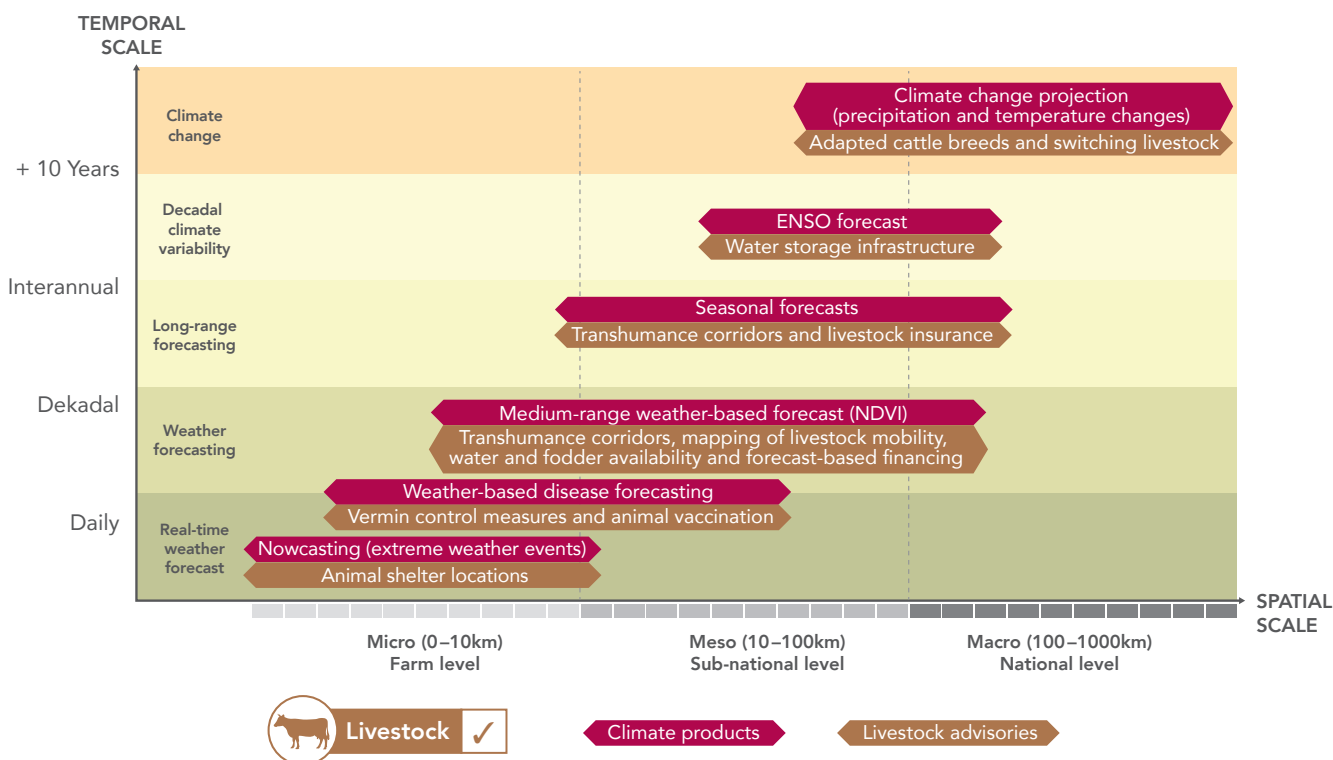 TEMPORAL
SCALE
Climate
change
Climate change projection
(precipitation and temperature changes)
Adapted cattle breeds and switching livestock
+ 10 Years
Decadal
climate
variability
ENSO forecast
Water storage infrastructure
Interannual
Long-range
forecasting
Seasonal forecasts
Transhumance corridors and livestock insurance
Dekadal
Weather
forecasting
Medium-range weather-based forecast (NDVI)
Transhumance corridors, mapping of livestock mobility,
water and fodder availability and forecast-based financing
Weather-based disease forecasting
Vermin control measures and animal vaccination
Daily
Real-time
weather
forecast
Nowcasting (extreme weather events)
Animal shelter locations
SPATIAL
SCALE
Micro (0–10km)
Farm level
Meso (10–100km)
Sub-national level
Macro (100–1000km)
National level
Livestock ✓
Climate products
Livestock advisories